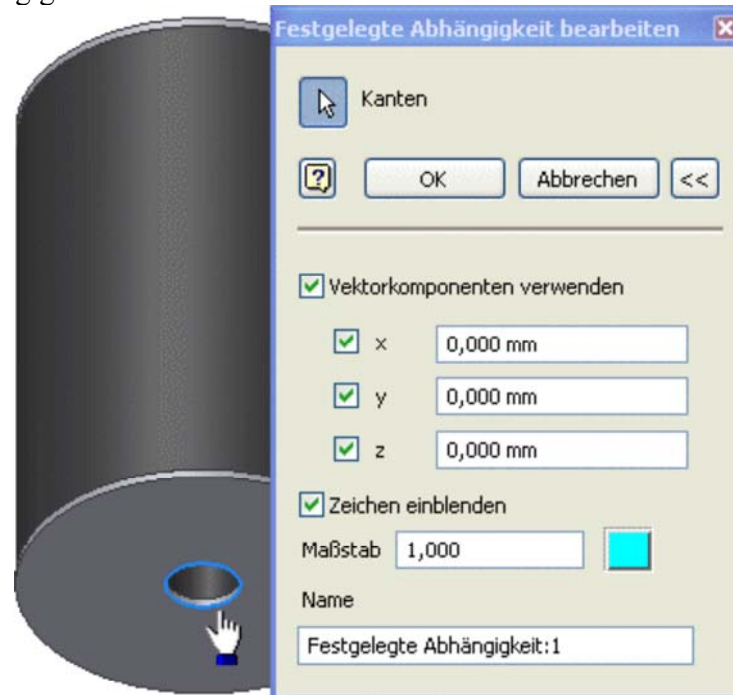 Festgelegte Abhängigkeit bearbeiten
Kanten
OK Abbrechen <<
Vektorkomponenten verwenden
x 0,000 mm
y 0,000 mm
z 0,000 mm
Zeichen einblenden
Maßstab 1,000
Name
Festgelegte Abhängigkeit:1